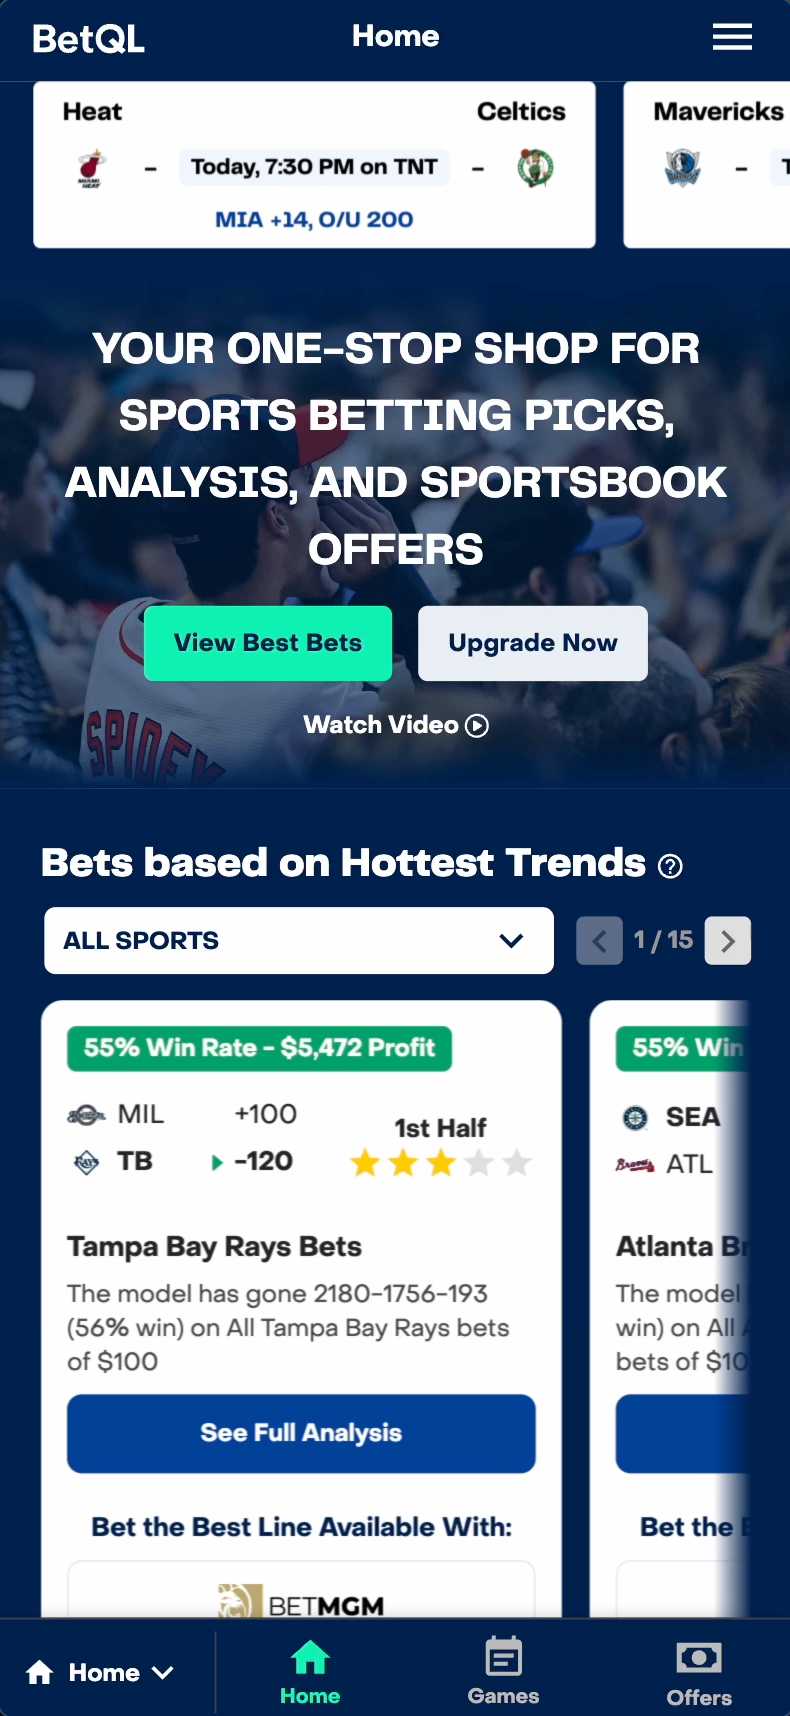 BetQL
Home
Heat
Celtics
Mavericks
- Today, 7:30 PM on TNT -
-
MIA +14, O/U 200
YOUR ONE-STOP SHOP FOR
SPORTS BETTING PICKS,
ANALYSIS, AND SPORTSBOOK
OFFERS
View Best Bets
Upgrade Now
Watch Video
SPIDEY
Bets based on Hottest Trends
ALL SPORTS
1 / 15
55% Win Rate - $5,472 Profit
MIL +100
TB -120
1st Half
Tampa Bay Rays Bets
The model has gone 2180-1756-193
(56% win) on All Tampa Bay Rays bets
of $100
See Full Analysis
Bet the Best Line Available With:
BETMGM
55% Win
SEA
ATL
Atlanta
The model
win) on All
bets of $10
Bet the
Home
Home
Games
Offers